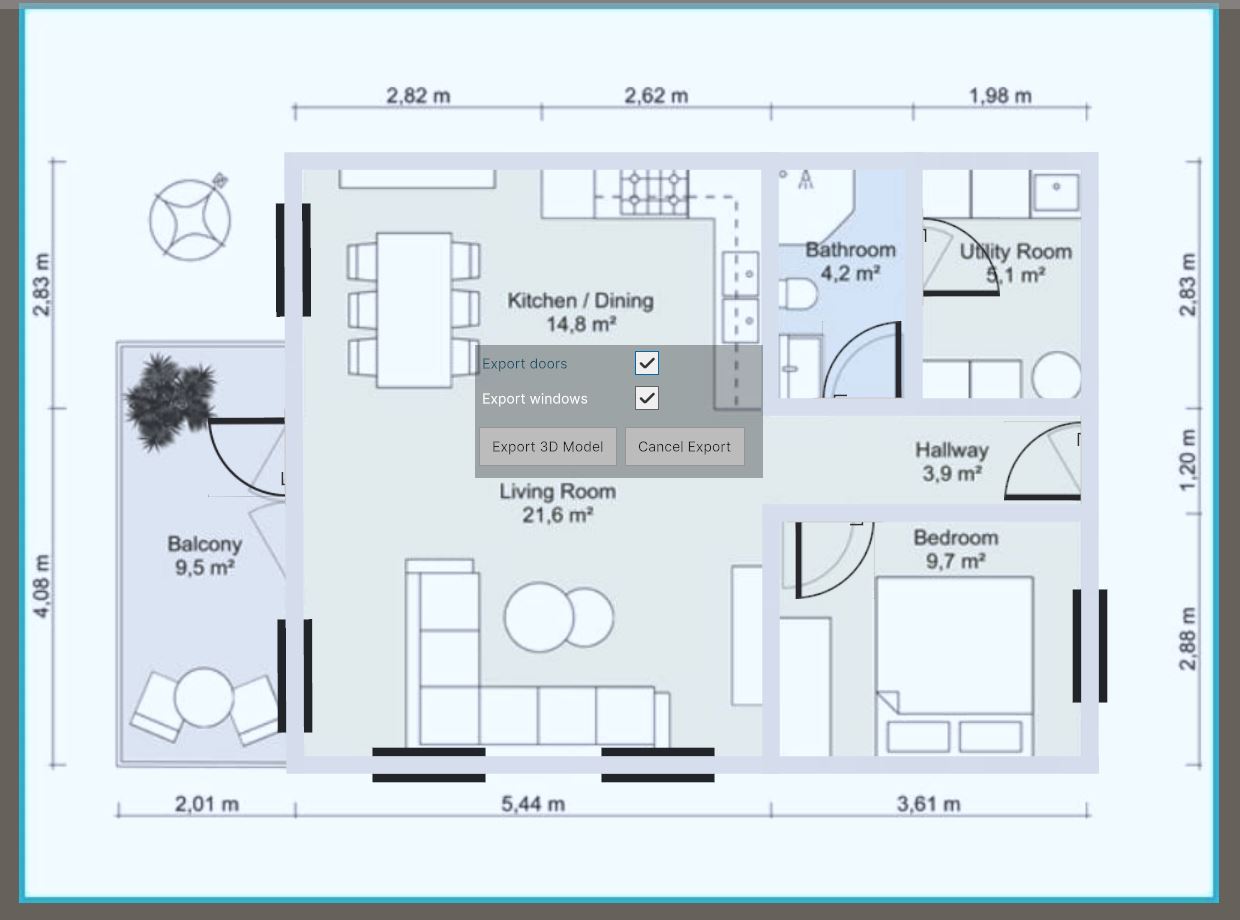 2,82 m
2,62 m
1,98 m
2,83 m
2,83 m
Bathroom
4,2 m²
Utility Room
5,1 m²
Kitchen / Dining
14,8 m²
Export doors
Export windows
Export 3D Model
Cancel Export
Hallway
3,9 m²
1,20 m
Living Room
21,6 m²
Balcony
9,5 m²
Bedroom
9,7 m²
4,08 m
2,88 m
2,01 m
5,44 m
3,61 m